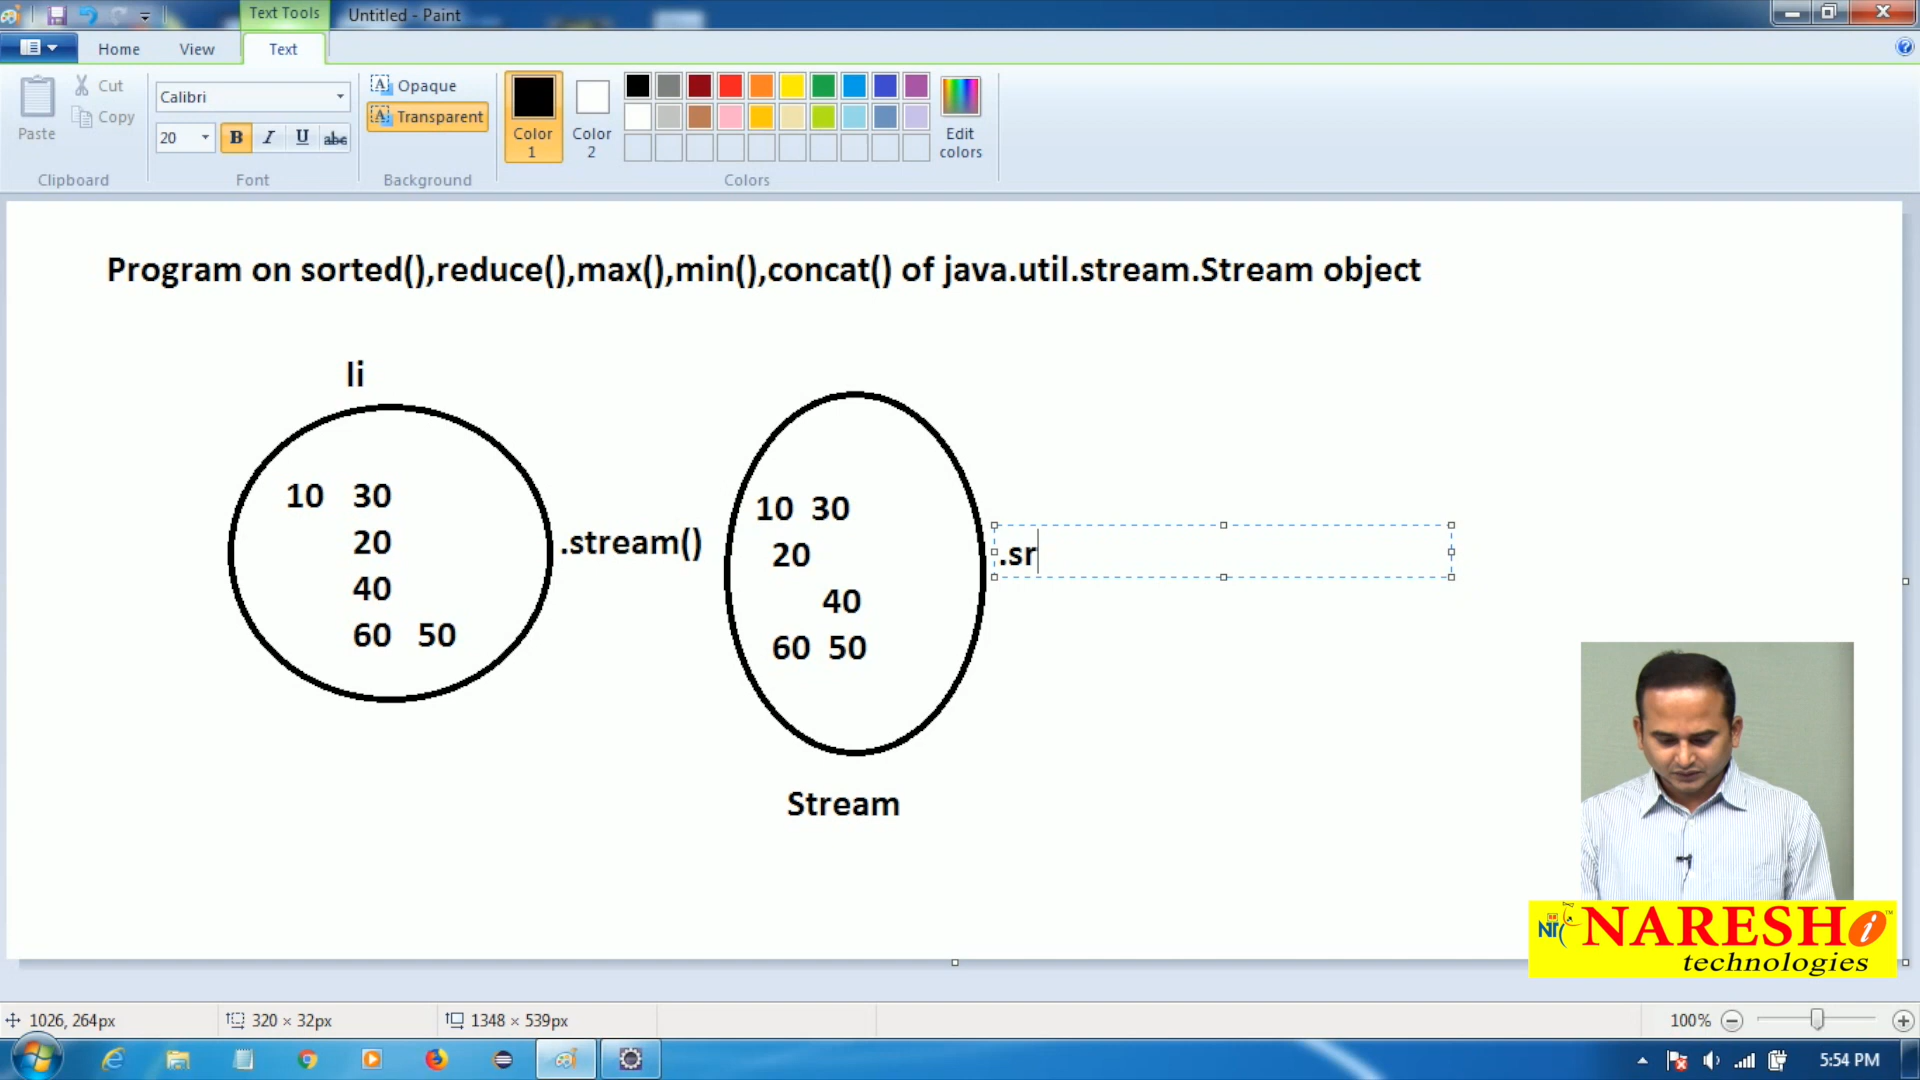 Text Tools
Untitled - Paint
Home
View
Text
Paste
Cut
Copy
Clipboard
Calibri
20
B I U abc
Font
Opaque
Transparent
Background
Color 1
Color 2
Edit colors
Colors
Program on sorted(),reduce(),max(),min(),concat() of java.util.stream.Stream object
li
10 30
20
40
60 50
.stream()
10 30
20
40
60 50
Stream
.sr
NARESH i
technologies
1026, 264px
320 × 32px
1348 × 539px
100%
5:54 PM